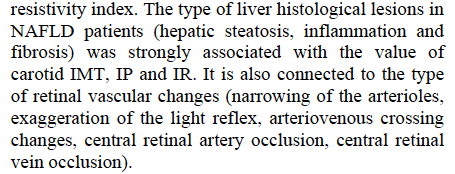 resistivity index. The type of liver histological lesions in
NAFLD patients (hepatic steatosis, inflammation and
fibrosis) was strongly associated with the value of
carotid IMT, IP and IR. It is also connected to the type
of retinal vascular changes (narrowing of the arterioles,
exaggeration of the light reflex, arteriovenous crossing
changes, central retinal artery occlusion, central retinal
vein occlusion).